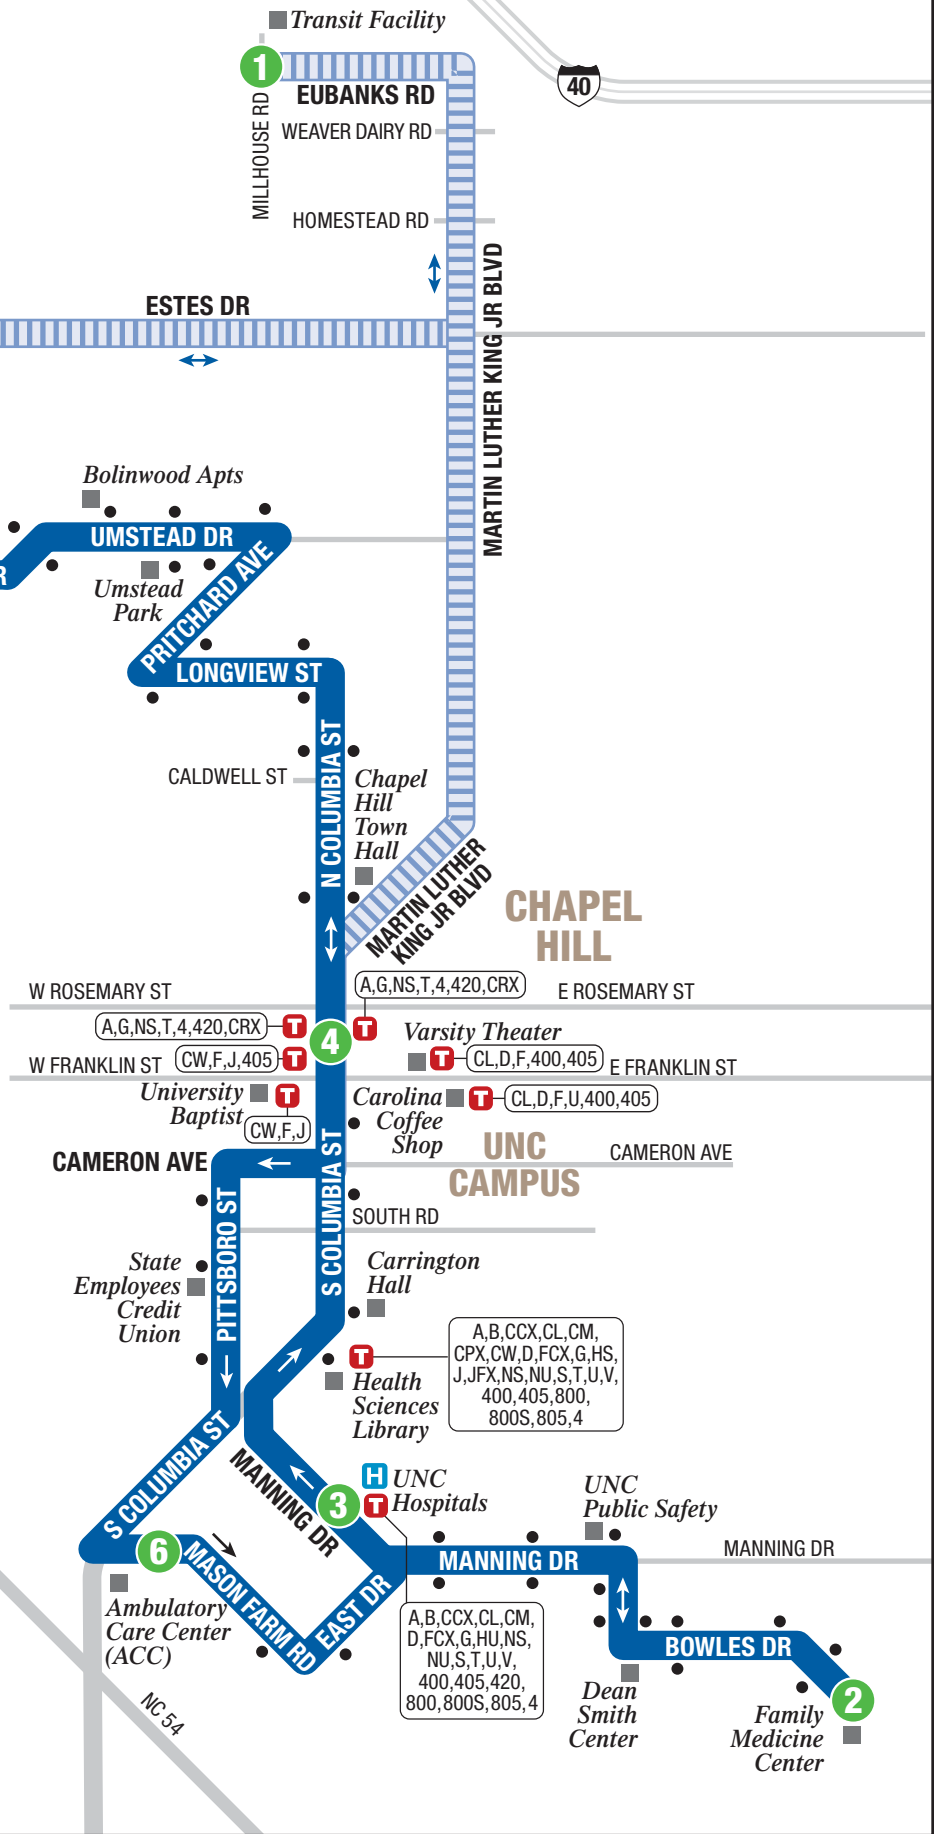 Transit Facility
1
EUBANKS RD
40
MILLHOUSE RD
WEAVER DAIRY RD
HOMESTEAD RD
MARTIN LUTHER KING JR BLVD
ESTES DR
Bolinwood Apts
UMSTEAD DR
R
Umstead
Park
PRITCHARD AVE
LONGVIEW ST
N COLUMBIA ST
CALDWELL ST
Chapel
Hill
Town
Hall
MARTIN LUTHER
KING JR BLVD
CHAPEL
HILL
W ROSEMARY ST
A,G,NS,T,4,420,CRX
E ROSEMARY ST
A,G,NS,T,4,420,CRX
T
4
T
Varsity Theater
W FRANKLIN ST
CW,F,J,405
T
T
CL,D,F,400,405
E FRANKLIN ST
University
Baptist
T
CW,F,J
Carolina
Coffee
Shop
T
CL,D,F,U,400,405
UNC
CAMPUS
CAMERON AVE
CAMERON AVE
S COLUMBIA ST
PITTSBORO ST
SOUTH RD
State
Employees
Credit
Union
Carrington
Hall
T
A,B,CCX,CL,CM,
CPX,CW,D,FCX,G,HS,
J,JFX,NS,NU,S,T,U,V,
400,405,800,
800S,805,4
Health
Sciences
Library
S COLUMBIA ST
MANNING DR
H
UNC
Hospitals
T
3
UNC
Public Safety
6
MASON FARM RD
EAST DR
MANNING DR
MANNING DR
Ambulatory
Care Center
(ACC)
A,B,CCX,CL,CM,
D,FCX,G,HU,NS,
NU,S,T,U,V,
400,405,420,
800,800S,805,4
BOWLES DR
Dean
Smith
Center
2
Family
Medicine
Center
NC 54